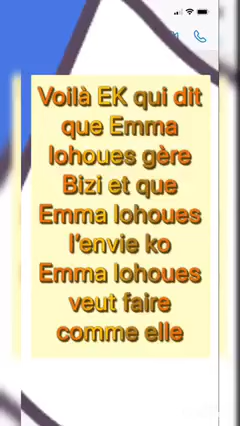 Voilà EK qui dit
que Emma
lohoues gère
Bizi et que
Emma lohoues
l'envie ko
Emma lohoues
veut faire
comme elle